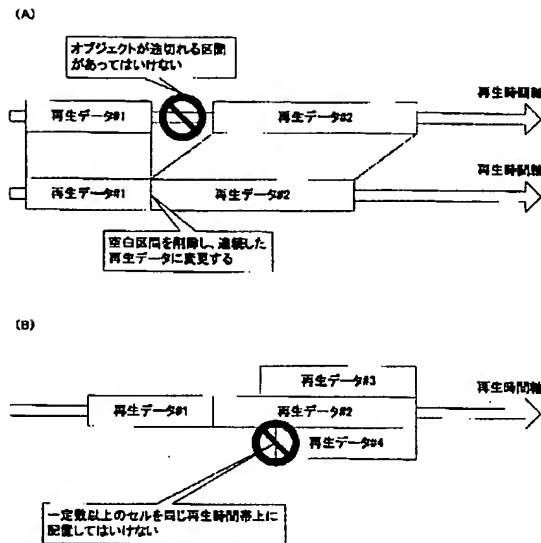 (A)
オブジェクトが途切れる区間
があってはいけない
再生時間軸
再生データ#1
再生データ#2
再生時間軸
再生データ#1
再生データ#2
空白区間を削除し、連続した
再生データに変更する
(B)
再生時間軸
再生データ#3
再生データ#1
再生データ#2
再生データ#4
一定数以上のセルを同じ再生時間帯上に
配置してはいけない